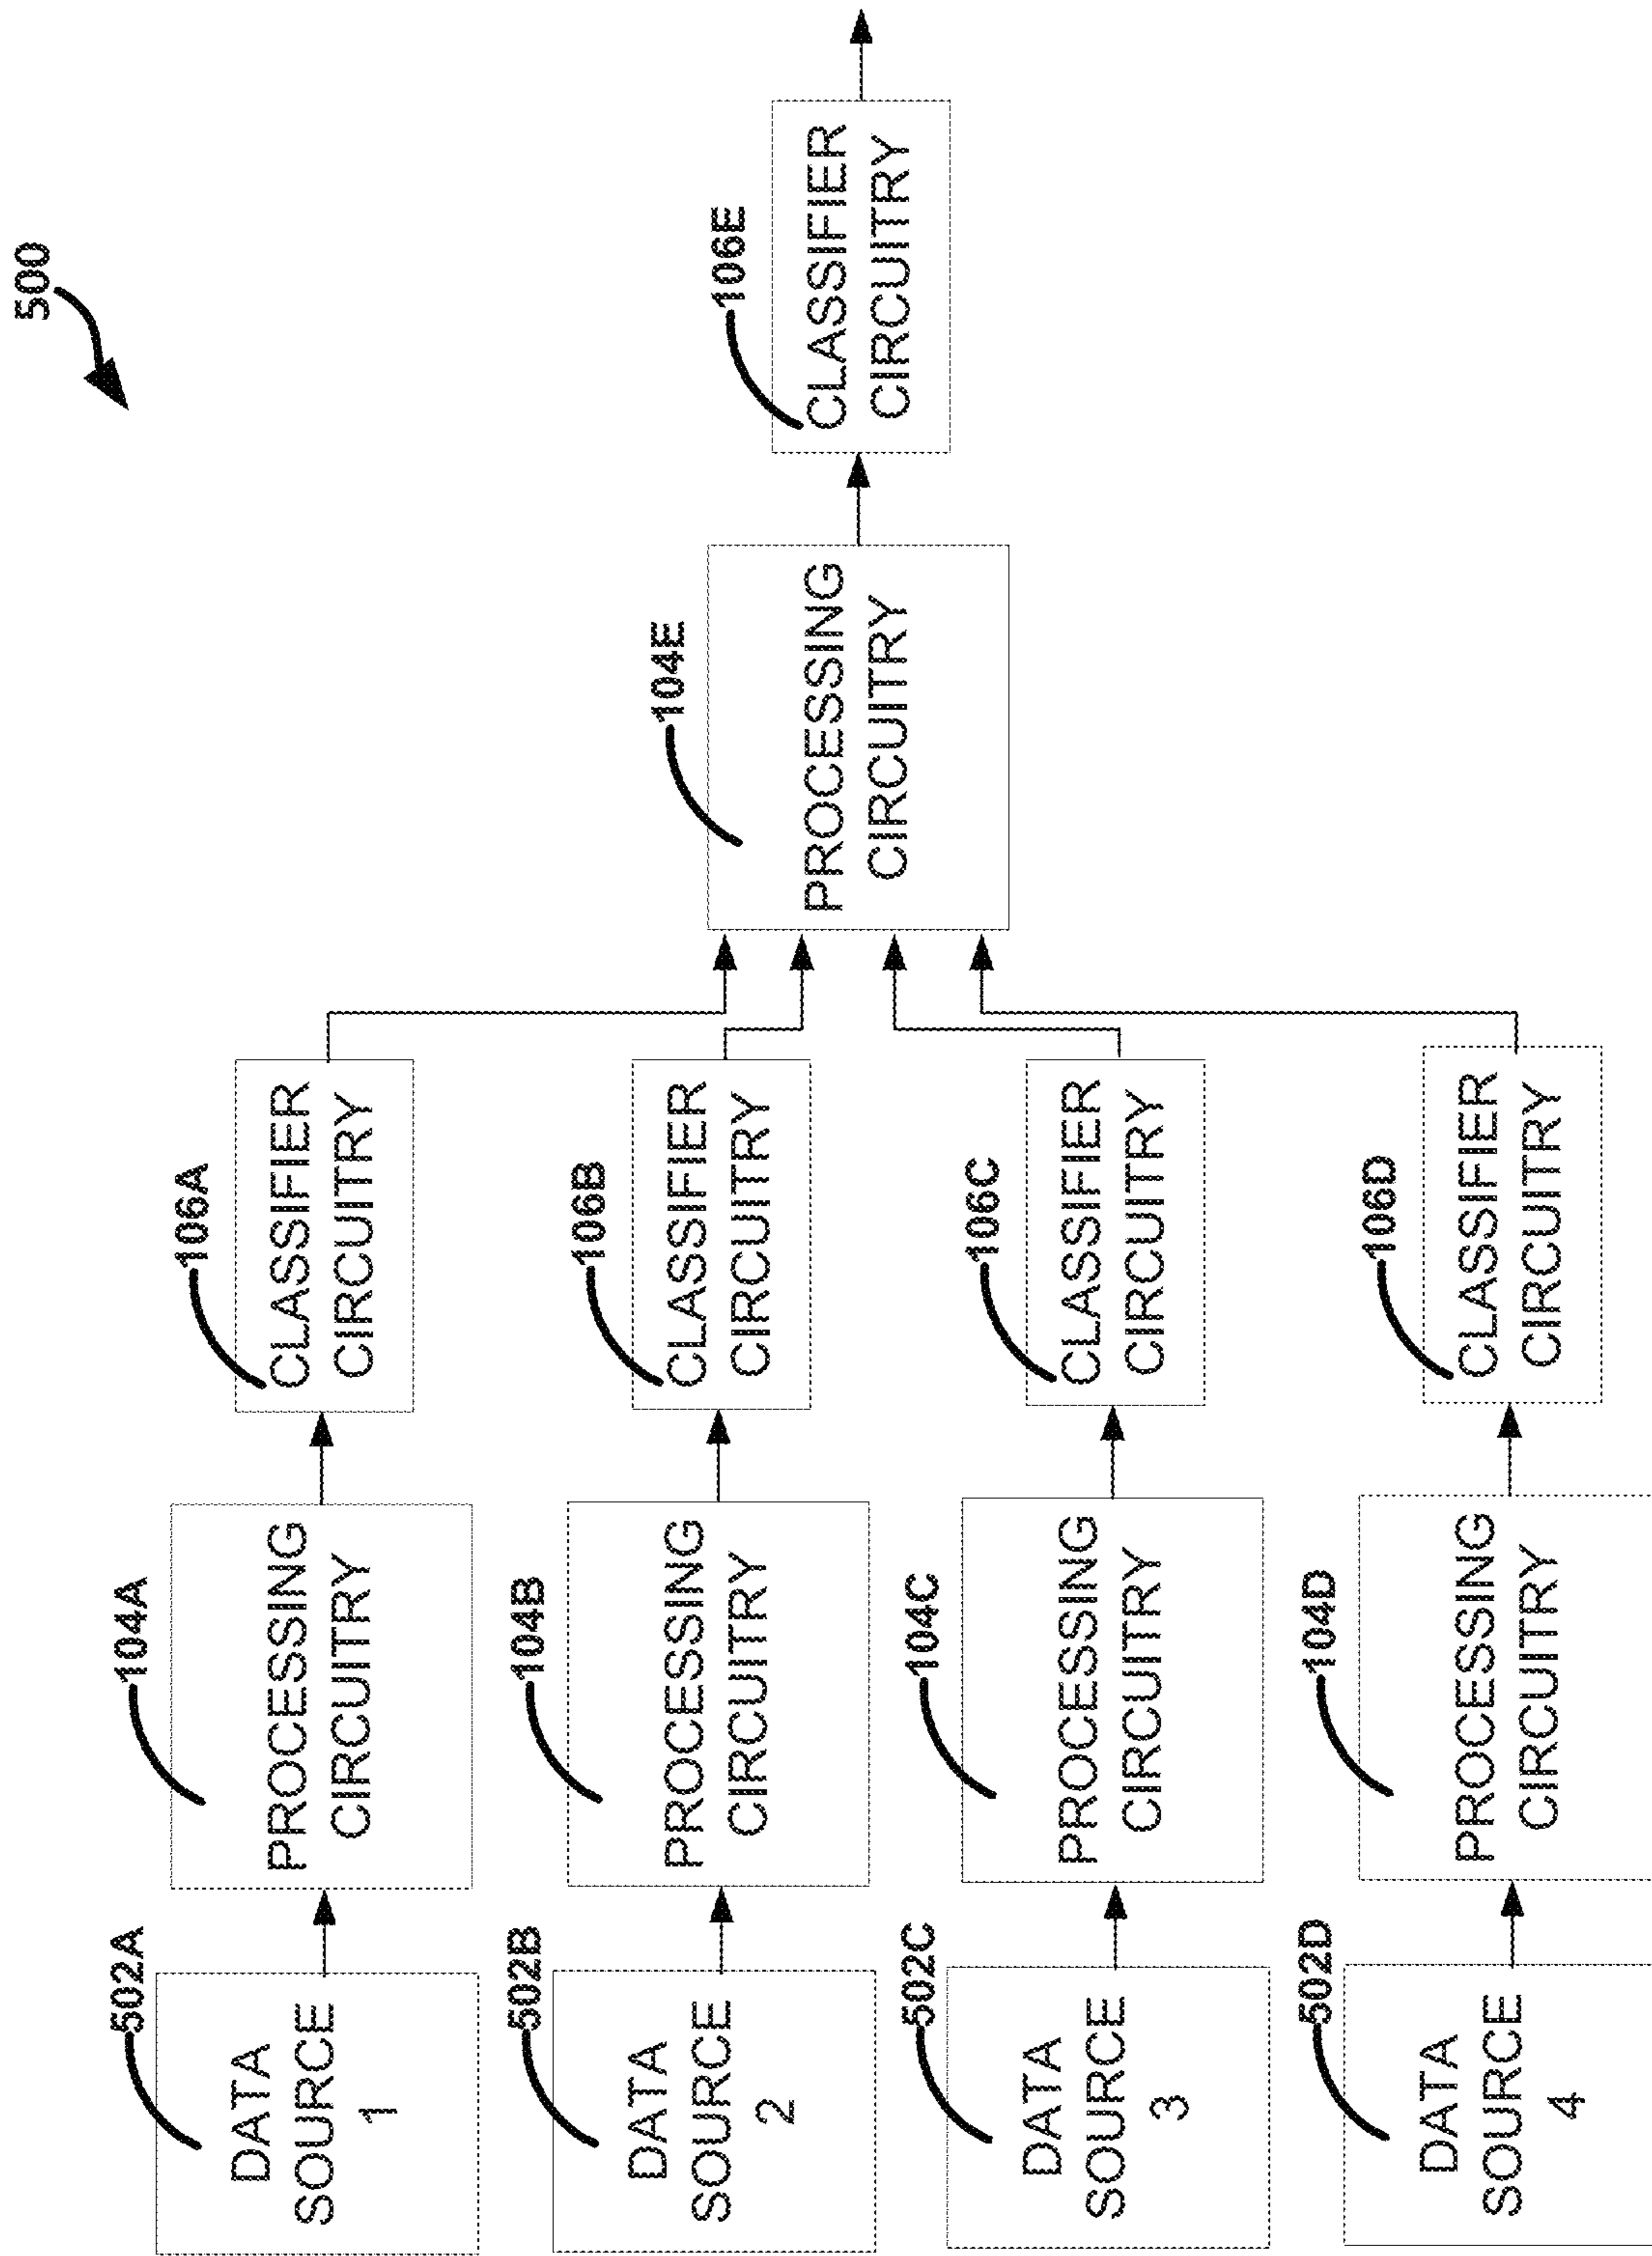 500
502A
DATA
SOURCE
1
104A
PROCESSING
CIRCUITRY
106A
CLASSIFIER
CIRCUITRY
502B
DATA
SOURCE
2
104B
PROCESSING
CIRCUITRY
106B
CLASSIFIER
CIRCUITRY
104E
PROCESSING
CIRCUITRY
106E
CLASSIFIER
CIRCUITRY
502C
DATA
SOURCE
3
104C
PROCESSING
CIRCUITRY
106C
CLASSIFIER
CIRCUITRY
502D
DATA
SOURCE
4
104D
PROCESSING
CIRCUITRY
106D
CLASSIFIER
CIRCUITRY